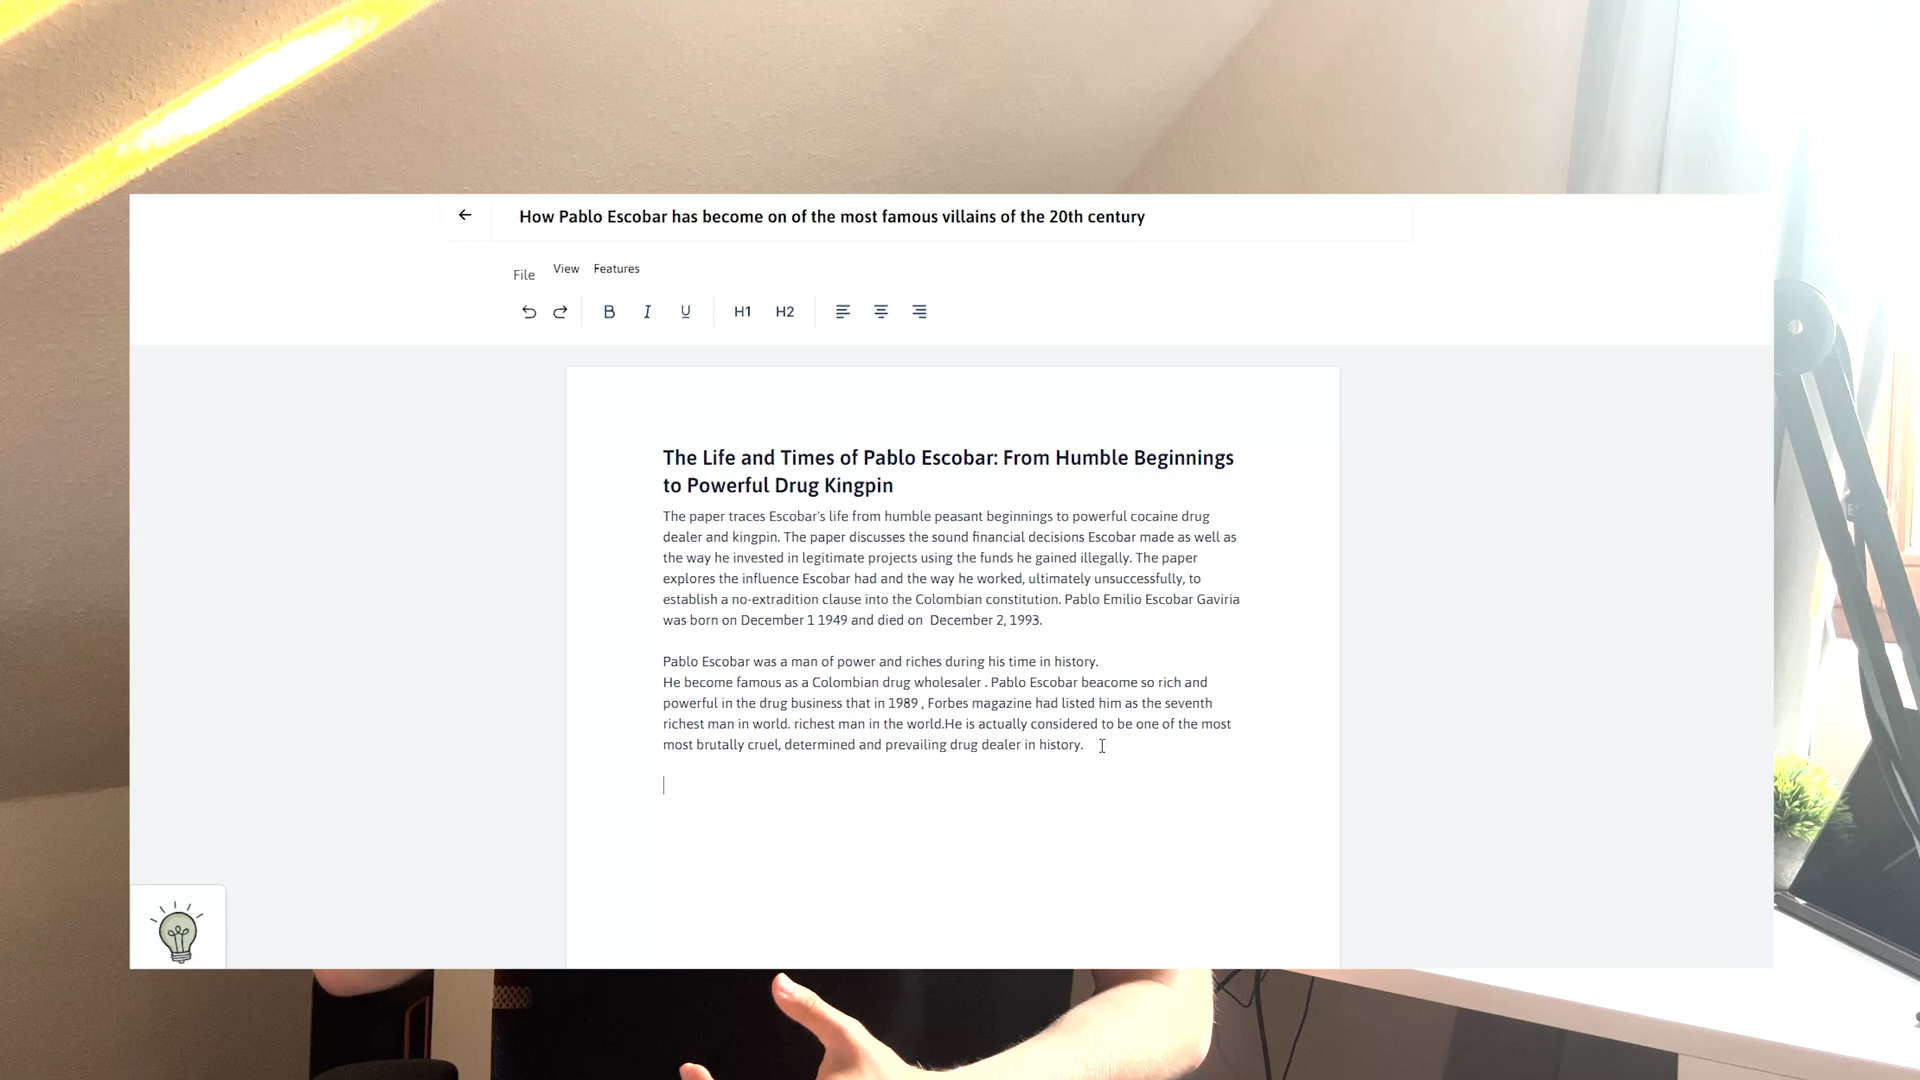 How Pablo Escobar has become on of the most famous villains of the 20th century
File View Features
B I U H1 H2
The Life and Times of Pablo Escobar: From Humble Beginnings
to Powerful Drug Kingpin
The paper traces Escobar's life from humble peasant beginnings to powerful cocaine drug
dealer and kingpin. The paper discusses the sound financial decisions Escobar made as well as
the way he invested in legitimate projects using the funds he gained illegally. The paper
explores the influence Escobar had and the way he worked, ultimately unsuccessfully, to
establish a no-extradition clause into the Colombian constitution. Pablo Emilio Escobar Gaviria
was born on December 1 1949 and died on  December 2, 1993.
Pablo Escobar was a man of power and riches during his time in history.
He become famous as a Colombian drug wholesaler . Pablo Escobar beacome so rich and
powerful in the drug business that in 1989 , Forbes magazine had listed him as the seventh
richest man in world. richest man in the world.He is actually considered to be one of the most
most brutally cruel, determined and prevailing drug dealer in history.